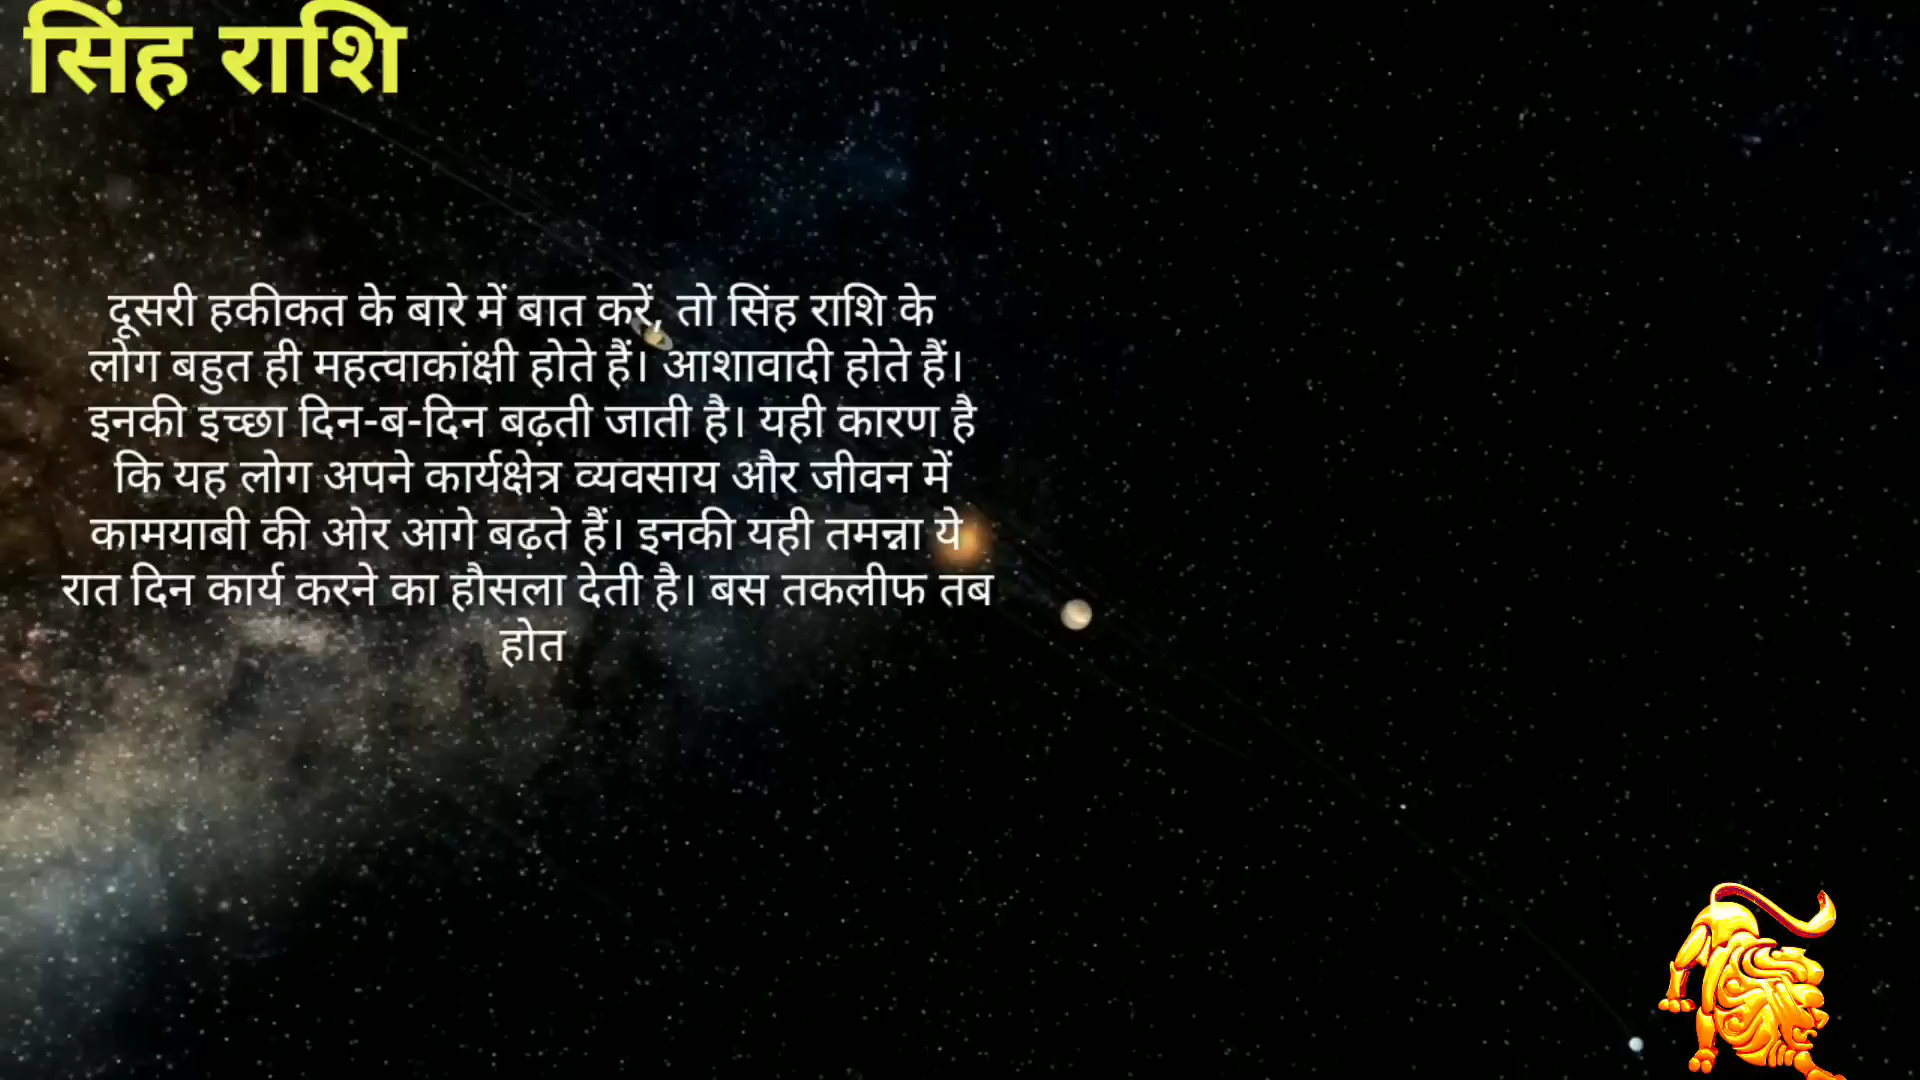 सिंह राशि
दूसरी हकीकत के बारे में बात करें, तो सिंह राशि के
लोग बहुत ही महत्वाकांक्षी होते हैं। आशावादी होते हैं।
इनकी इच्छा दिन-ब-दिन बढ़ती जाती है। यही कारण है
कि यह लोग अपने कार्यक्षेत्र व्यवसाय और जीवन में
कामयाबी की ओर आगे बढ़ते हैं। इनकी यही तमन्ना ये
रात दिन कार्य करने का हौसला देती है। बस तकलीफ तब
होत